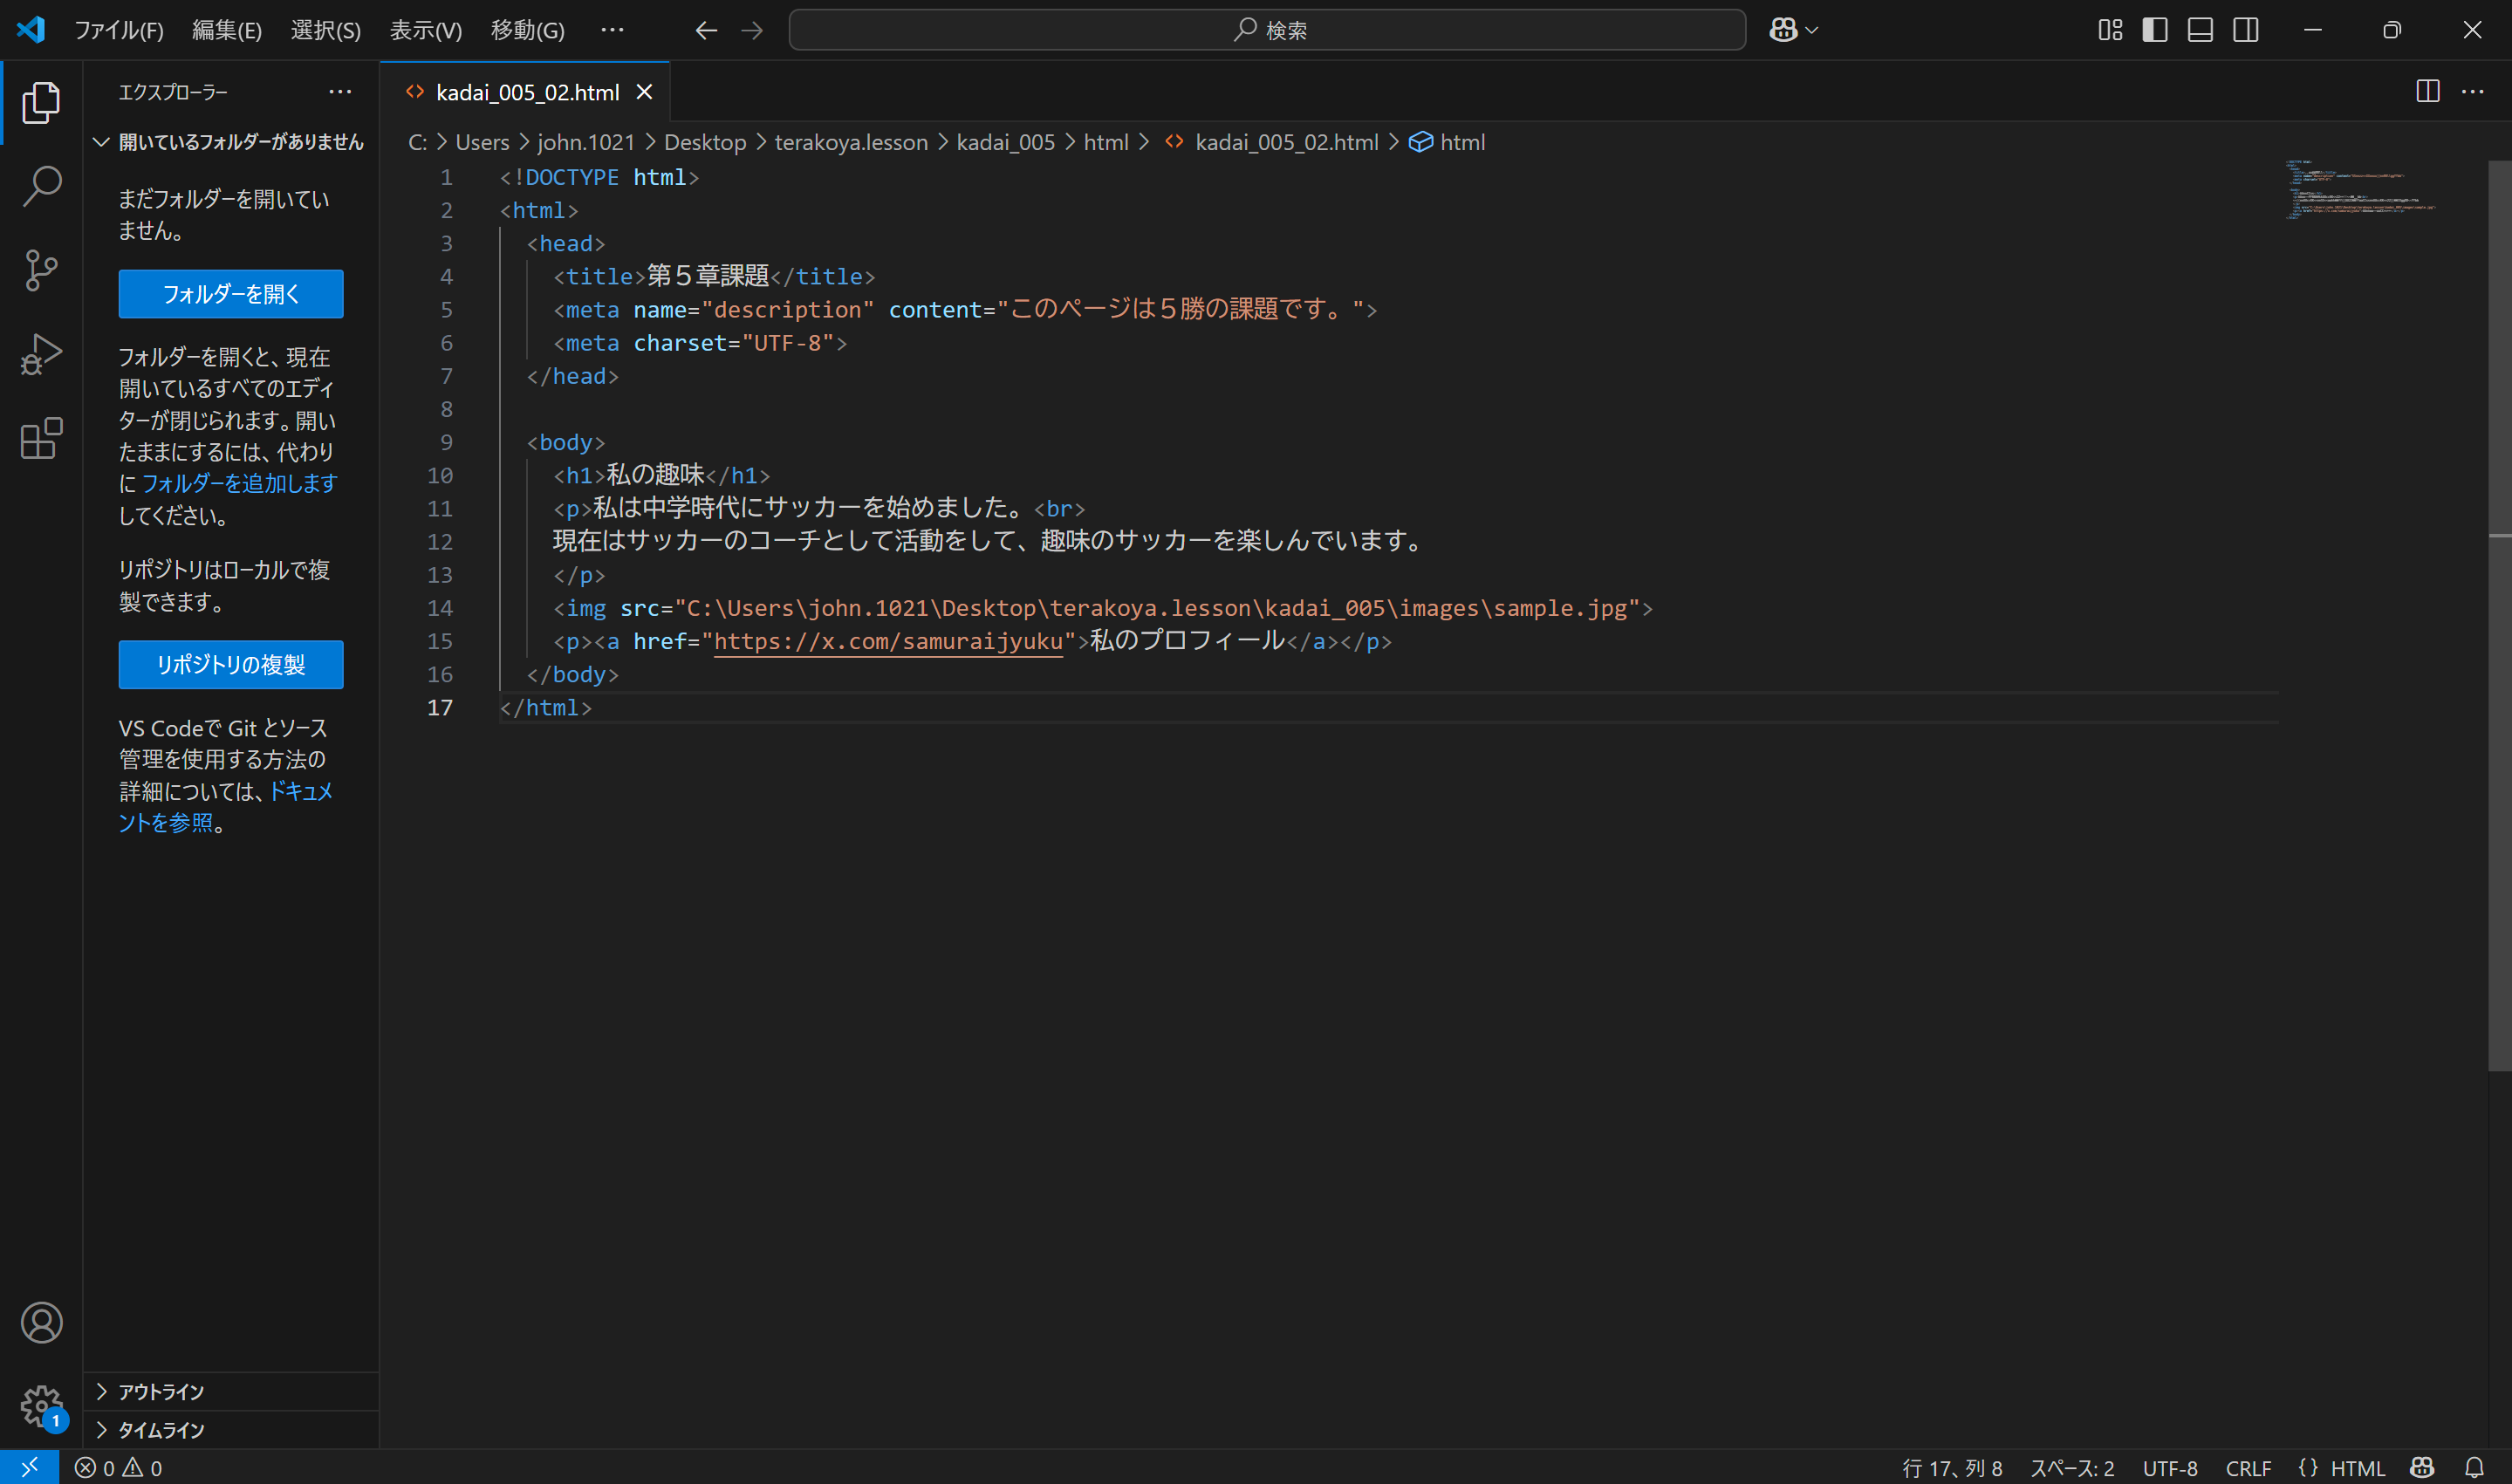 ファイル(F) 編集(E) 選択(S) 表示(V) 移動(G) … 検索
エクスプローラー …
開いているフォルダーがありません
まだフォルダーを開いてい
ません。
フォルダーを開く
フォルダーを開くと、現在
開いているすべてのエディ
ターが閉じられます。開い
たままにするには、代わり
に フォルダーを追加します
してください。
リポジトリはローカルで複
製できます。
リポジトリの複製
VS Codeで Git とソース
管理を使用する方法の
詳細については、ドキュメ
ントを参照。
アウトライン
タイムライン
kadai_005_02.html
C: > Users > john.1021 > Desktop > terakoya.lesson > kadai_005 > html > kadai_005_02.html > html
1 <!DOCTYPE html>
2 <html>
3 <head>
4 <title>第５章課題</title>
5 <meta name="description" content="このページは５勝の課題です。">
6 <meta charset="UTF-8">
7 </head>
8
9 <body>
10 <h1>私の趣味</h1>
11 <p>私は中学時代にサッカーを始めました。<br>
12 現在はサッカーのコーチとして活動をして、趣味のサッカーを楽しんでいます。
13 </p>
14 <img src="C:\Users\john.1021\Desktop\terakoya.lesson\kadai_005\images\sample.jpg">
15 <p><a href="https://x.com/samuraijyuku">私のプロフィール</a></p>
16 </body>
17 </html>
1
0 0
行 17、列 8 スペース: 2 UTF-8 CRLF {} HTML